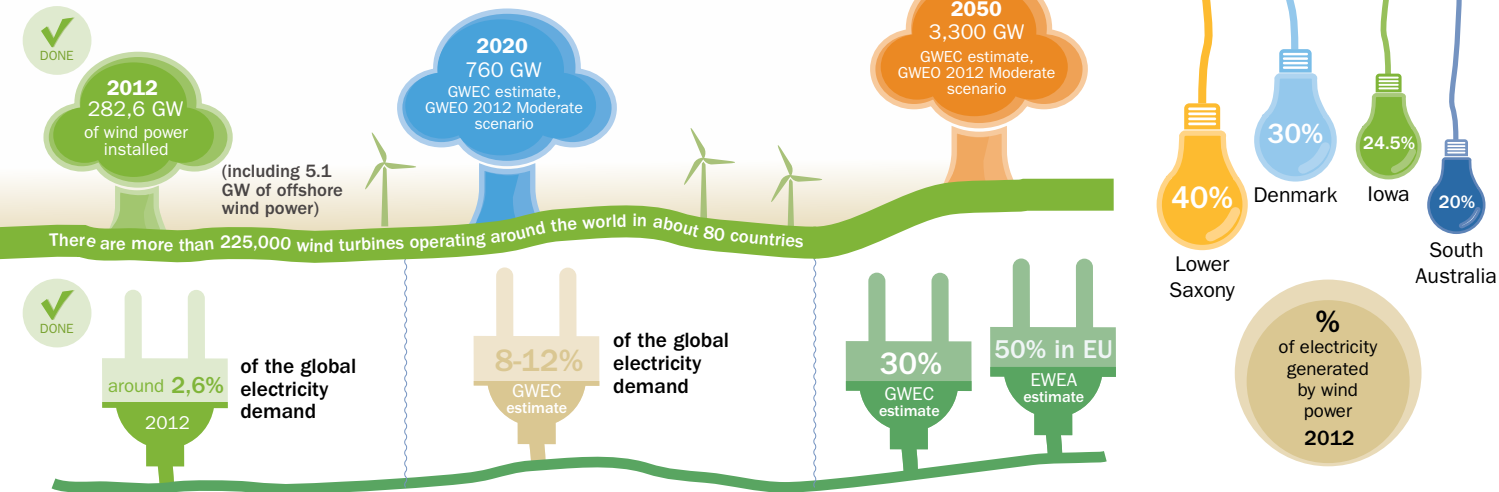 DONE
2012
282,6 GW
of wind power
installed
(including 5.1
GW of offshore
wind power)
2020
760 GW
GWEC estimate,
GWEO 2012 Moderate
scenario
2050
3,300 GW
GWEC estimate,
GWEO 2012 Moderate
scenario
There are more than 225,000 wind turbines operating around the world in about 80 countries
DONE
around 2,6%
2012
of the global
electricity
demand
8-12%
GWEC
estimate
of the global
electricity
demand
30%
GWEC
estimate
50% in EU
EWEA
estimate
40%
Lower
Saxony
30%
Denmark
24.5%
Iowa
20%
South
Australia
%
of electricity
generated
by wind
power
2012